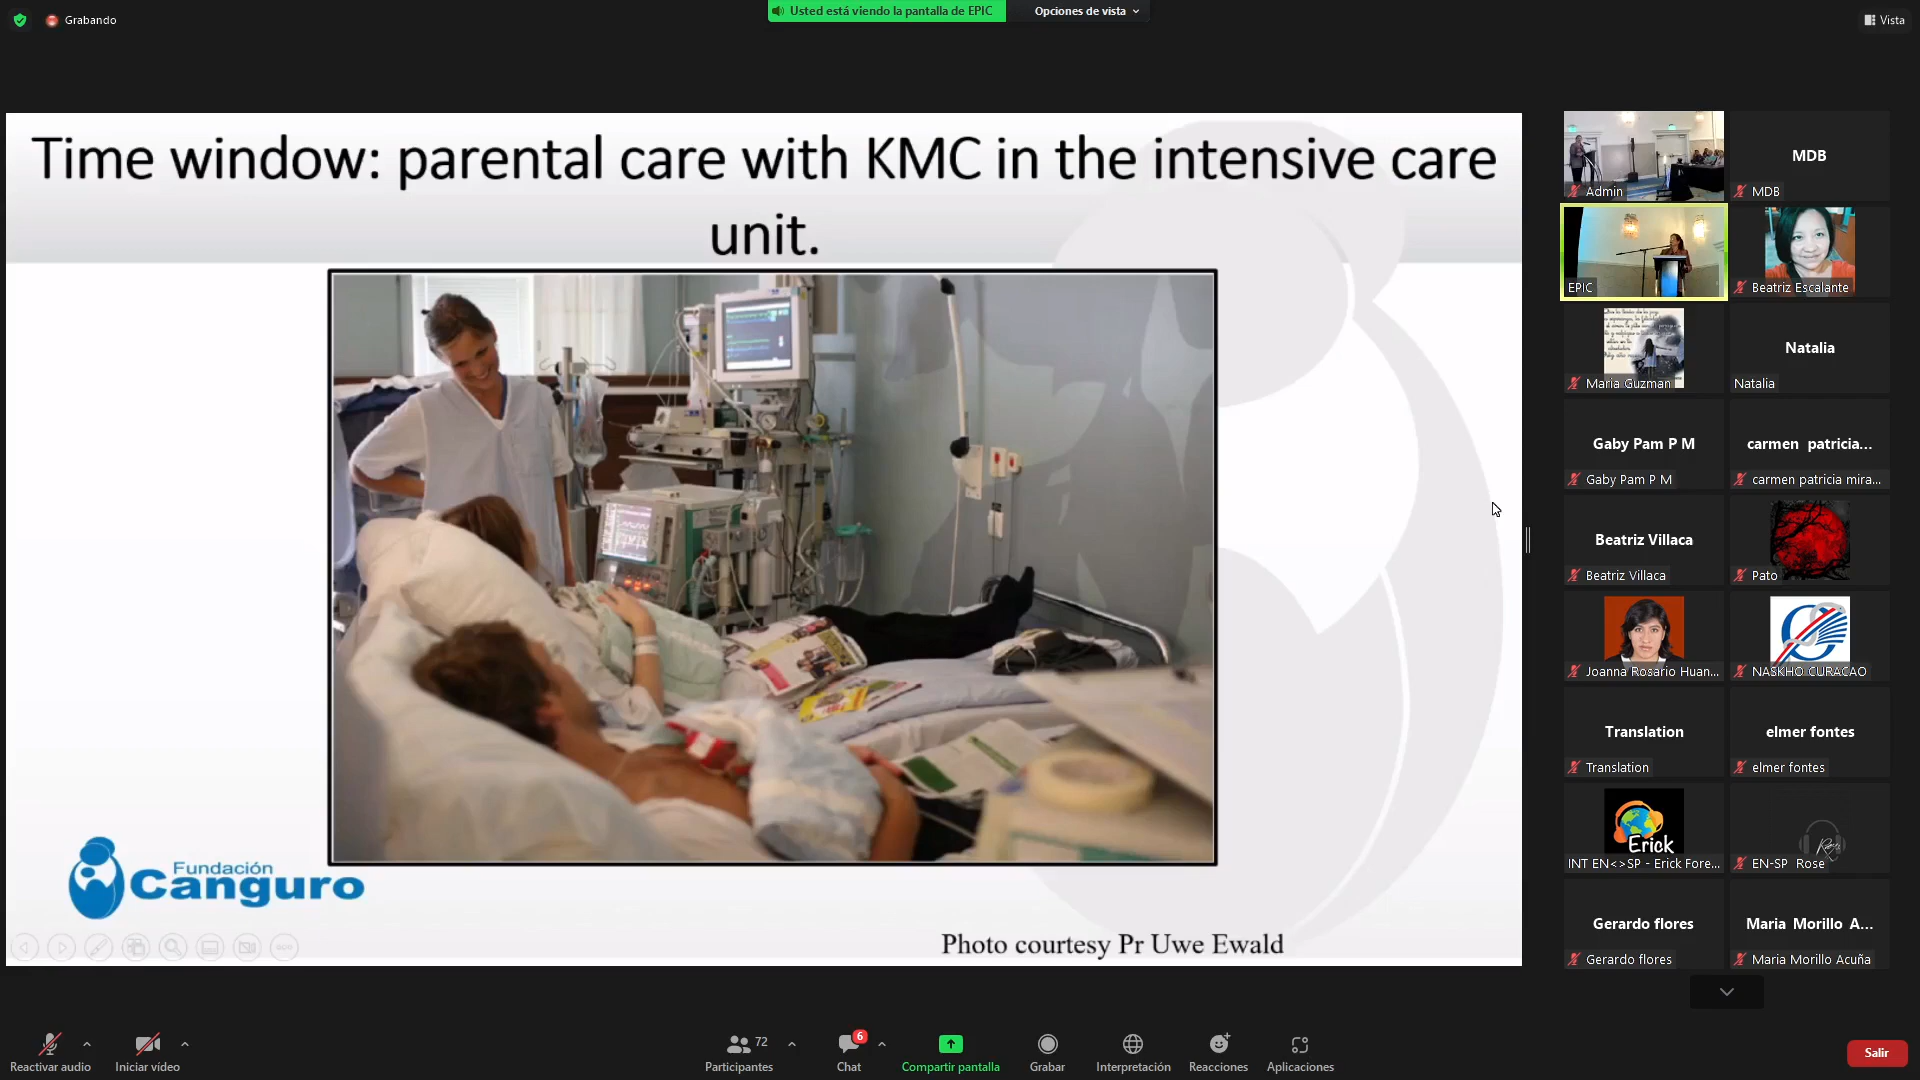 Grabando
Usted está viendo la pantalla de EPIC
Opciones de vista
Vista
Time window: parental care with KMC in the intensive care
unit.
Fundación
Canguro
Photo courtesy Pr Uwe Ewald
Admin
MDB
MDB
EPIC
Beatriz Escalante
Maria Guzman
Natalia
Natalia
Gaby Pam P M
Gaby Pam P M
carmen patricia...
carmen patricia mira...
Beatriz Villaca
Beatriz Villaca
Pato
Joanna Rosario Huan...
NASKHO CURACAO
Translation
Translation
elmer fontes
elmer fontes
Erick
INT EN<>SP - Erick Fore...
EN-SP Rose
Gerardo flores
Gerardo flores
Maria Morillo A...
Maria Morillo Acuña
Reactivar audio
Iniciar vídeo
72
Participantes
6
Chat
Compartir pantalla
Grabar
Interpretación
Reacciones
Aplicaciones
Salir